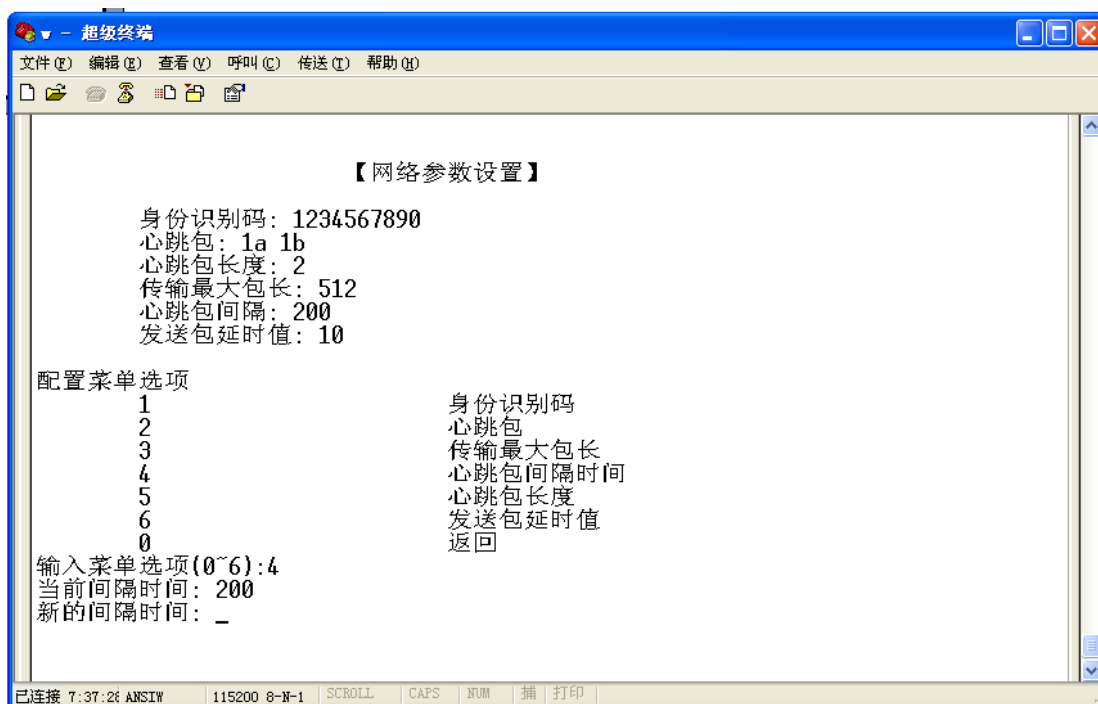 w - 超级终端
文件(F) 编辑(E) 查看(V) 呼叫(C) 传送(T) 帮助(H)
【网络参数设置】
身份识别码: 1234567890
心跳包: 1a 1b
心跳包长度: 2
传输最大包长: 512
心跳包间隔: 200
发送包延时值: 10
配置菜单选项
1 身份识别码
2 心跳包
3 传输最大包长
4 心跳包间隔时间
5 心跳包长度
6 发送包延时值
0 返回
输入菜单选项(0~6):4
当前间隔时间: 200
新的间隔时间: _
已连接 7:37:28 ANSIW 115200 8-N-1 SCROLL CAPS NUM 捕 打印